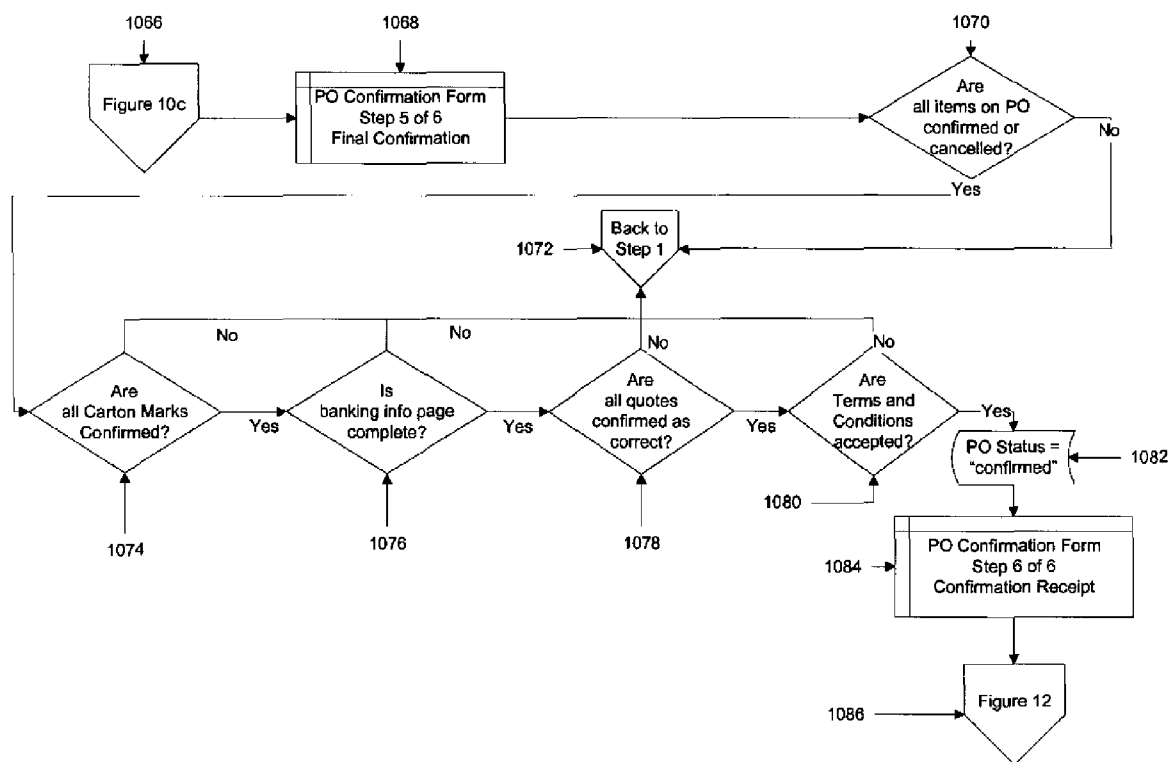 1066
1068
1070
Figure 10c
PO Confirmation Form
Step 5 of 6
Final Confirmation
Are
all items on PO
confirmed or
cancelled?
No
Yes
1072
Back to
Step 1
No
No
No
No
Are
all Carton Marks
Confirmed?
Yes
Is
banking info page
complete?
Yes
Are
all quotes
confirmed as
correct?
Yes
Are
Terms and
Conditions
accepted?
Yes
PO Status =
"confirmed"
1082
1074
1076
1078
1080
1084
PO Confirmation Form
Step 6 of 6
Confirmation Receipt
1086
Figure 12